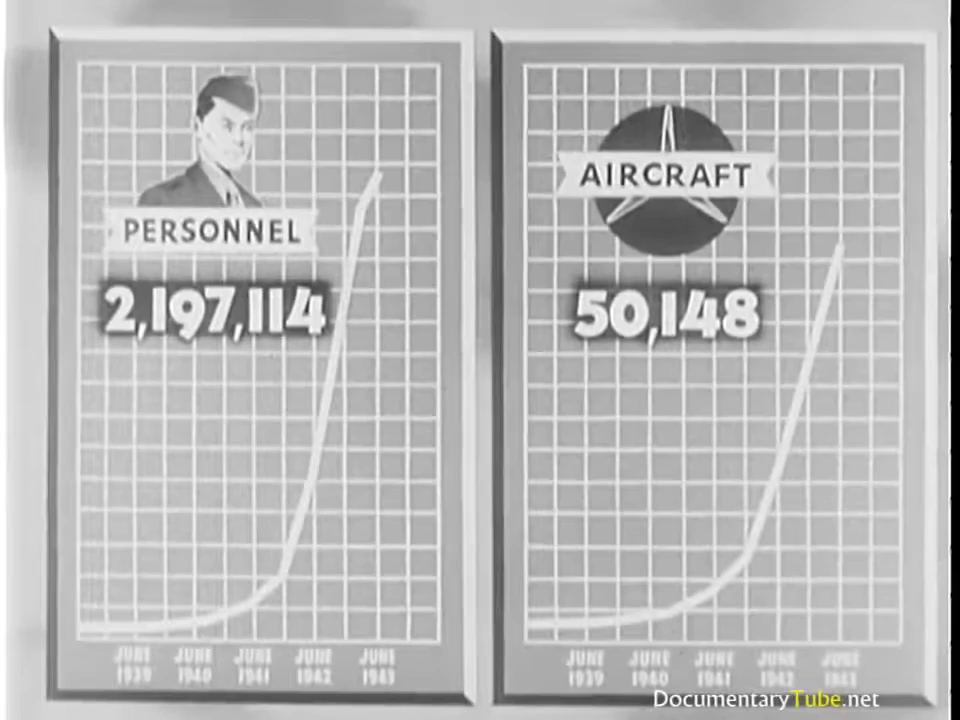 PERSONNEL
2,197,114
JUNE JUNE JUNE JUNE JUNE
1939 1940 1941 1942 1943
AIRCRAFT
50,148
JUNE JUNE JUNE JUNE JUNE
1939 1940 1941 1942 1943
DocumentaryTube.net